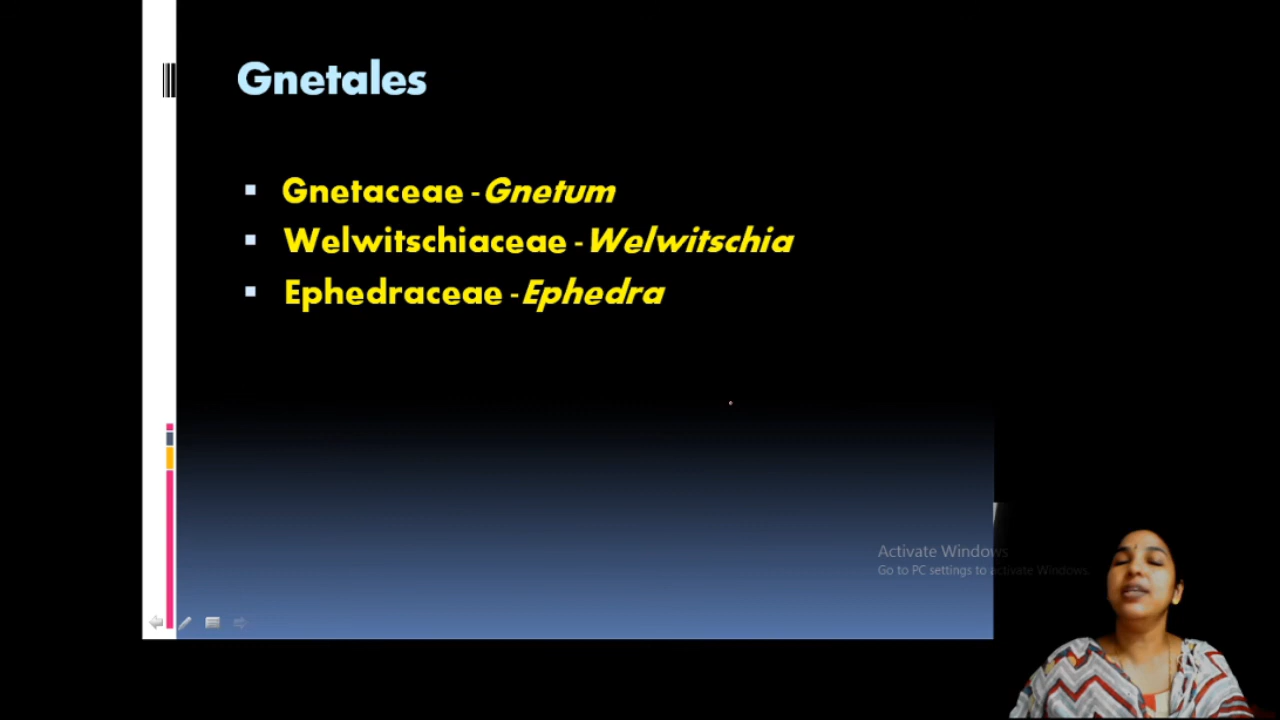 Gnetales
Gnetaceae - Gnetum
Welwitschiaceae - Welwitschia
Ephedraceae - Ephedra
Activate Windows
Go to PC settings to activate Windows.